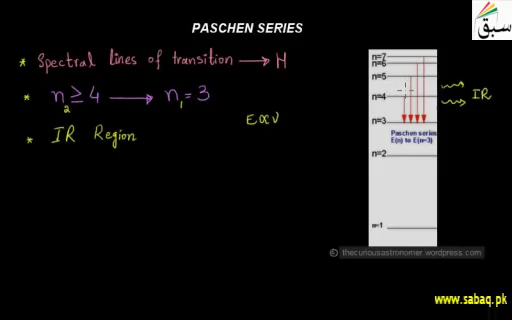 PASCHEN SERIES
سبق
* Spectral lines of transition → H
* n₂ ≥ 4 → n₁ = 3
E∝ν
* IR Region
n=7
n=6
n=5
n=4
IR
n=3
Paschen series
E(n) to E(n=3)
n=2
n=1
© thecuriousastronomer.wordpress.com
www.sabaq.pk